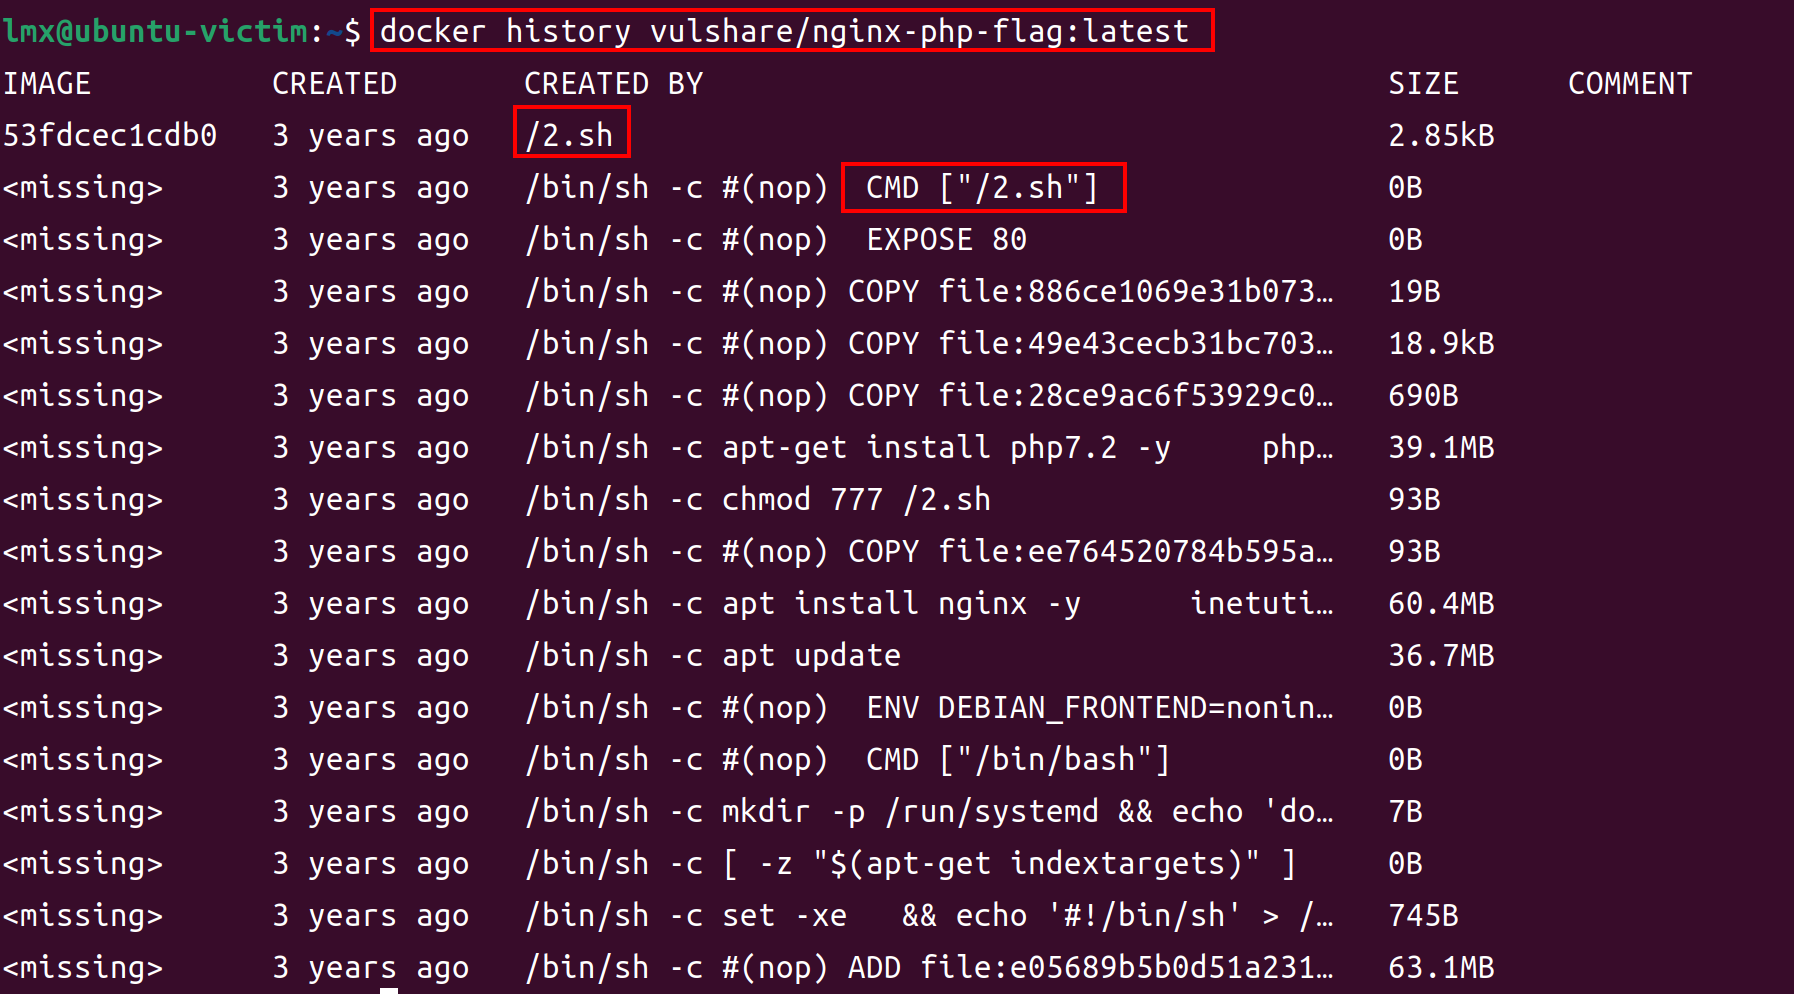 lmx@ubuntu-victim:~$ docker history vulshare/nginx-php-flag:latest
IMAGE          CREATED       CREATED BY                                      SIZE      COMMENT
53fdcec1cdb0   3 years ago   /2.sh                                           2.85kB
<missing>      3 years ago   /bin/sh -c #(nop)  CMD ["/2.sh"]                0B
<missing>      3 years ago   /bin/sh -c #(nop)  EXPOSE 80                    0B
<missing>      3 years ago   /bin/sh -c #(nop) COPY file:886ce1069e31b073…   19B
<missing>      3 years ago   /bin/sh -c #(nop) COPY file:49e43cecb31bc703…   18.9kB
<missing>      3 years ago   /bin/sh -c #(nop) COPY file:28ce9ac6f53929c0…   690B
<missing>      3 years ago   /bin/sh -c apt-get install php7.2 -y     php…   39.1MB
<missing>      3 years ago   /bin/sh -c chmod 777 /2.sh                      93B
<missing>      3 years ago   /bin/sh -c #(nop) COPY file:ee764520784b595a…   93B
<missing>      3 years ago   /bin/sh -c apt install nginx -y      inetuti…   60.4MB
<missing>      3 years ago   /bin/sh -c apt update                           36.7MB
<missing>      3 years ago   /bin/sh -c #(nop)  ENV DEBIAN_FRONTEND=nonin…   0B
<missing>      3 years ago   /bin/sh -c #(nop)  CMD ["/bin/bash"]            0B
<missing>      3 years ago   /bin/sh -c mkdir -p /run/systemd && echo 'do…   7B
<missing>      3 years ago   /bin/sh -c [ -z "$(apt-get indextargets)" ]     0B
<missing>      3 years ago   /bin/sh -c set -xe   && echo '#!/bin/sh' > /…   745B
<missing>      3 years ago   /bin/sh -c #(nop) ADD file:e05689b5b0d51a231…   63.1MB